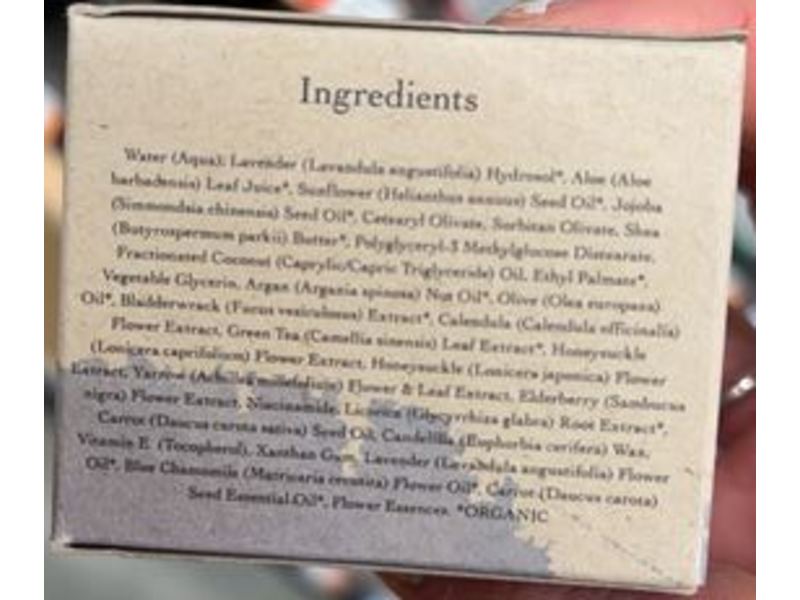 Ingredients
Water (Aqua), Lavender (Lavandula angustifolia) Hydrosol*, Aloe (Aloe
barbadensis) Leaf Juice*, Sunflower (Helianthus annuus) Seed Oil*, Jojoba
(Simmondsia chinensis) Seed Oil*, Cetearyl Olivate, Sorbitan Olivate, Shea
(Butyrospermum parkii) Butter*, Polyglyceryl-3 Methylglucose Distearate,
Fractionated Coconut (Caprylic/Capric Triglyceride) Oil, Ethyl Palmate*,
Vegetable Glycerin, Argan (Argania spinosa) Nut Oil*, Olive (Olea europaea)
Oil*, Bladderwrack (Fucus vesiculosus) Extract*, Calendula (Calendula officinalis)
Flower Extract, Green Tea (Camellia sinensis) Leaf Extract*, Honeysuckle
(Lonicera caprifolium) Flower Extract, Honeysuckle (Lonicera japonica) Flower
Extract, Yarrow (Achillea millefolium) Flower & Leaf Extract, Elderberry (Sambucus
nigra) Flower Extract, Niacinamide, Licorice (Glycyrrhiza glabra) Root Extract*,
Carrot (Daucus carota sativa) Seed Oil, Candelilla (Euphorbia cerifera) Wax,
Vitamin E (Tocopherol), Xanthan Gum, Lavender (Lavandula angustifolia) Flower
Oil*, Blue Chamomile (Matricaria recutita) Flower Oil*, Carrot (Daucus carota)
Seed Essential Oil*, Flower Essences. *ORGANIC